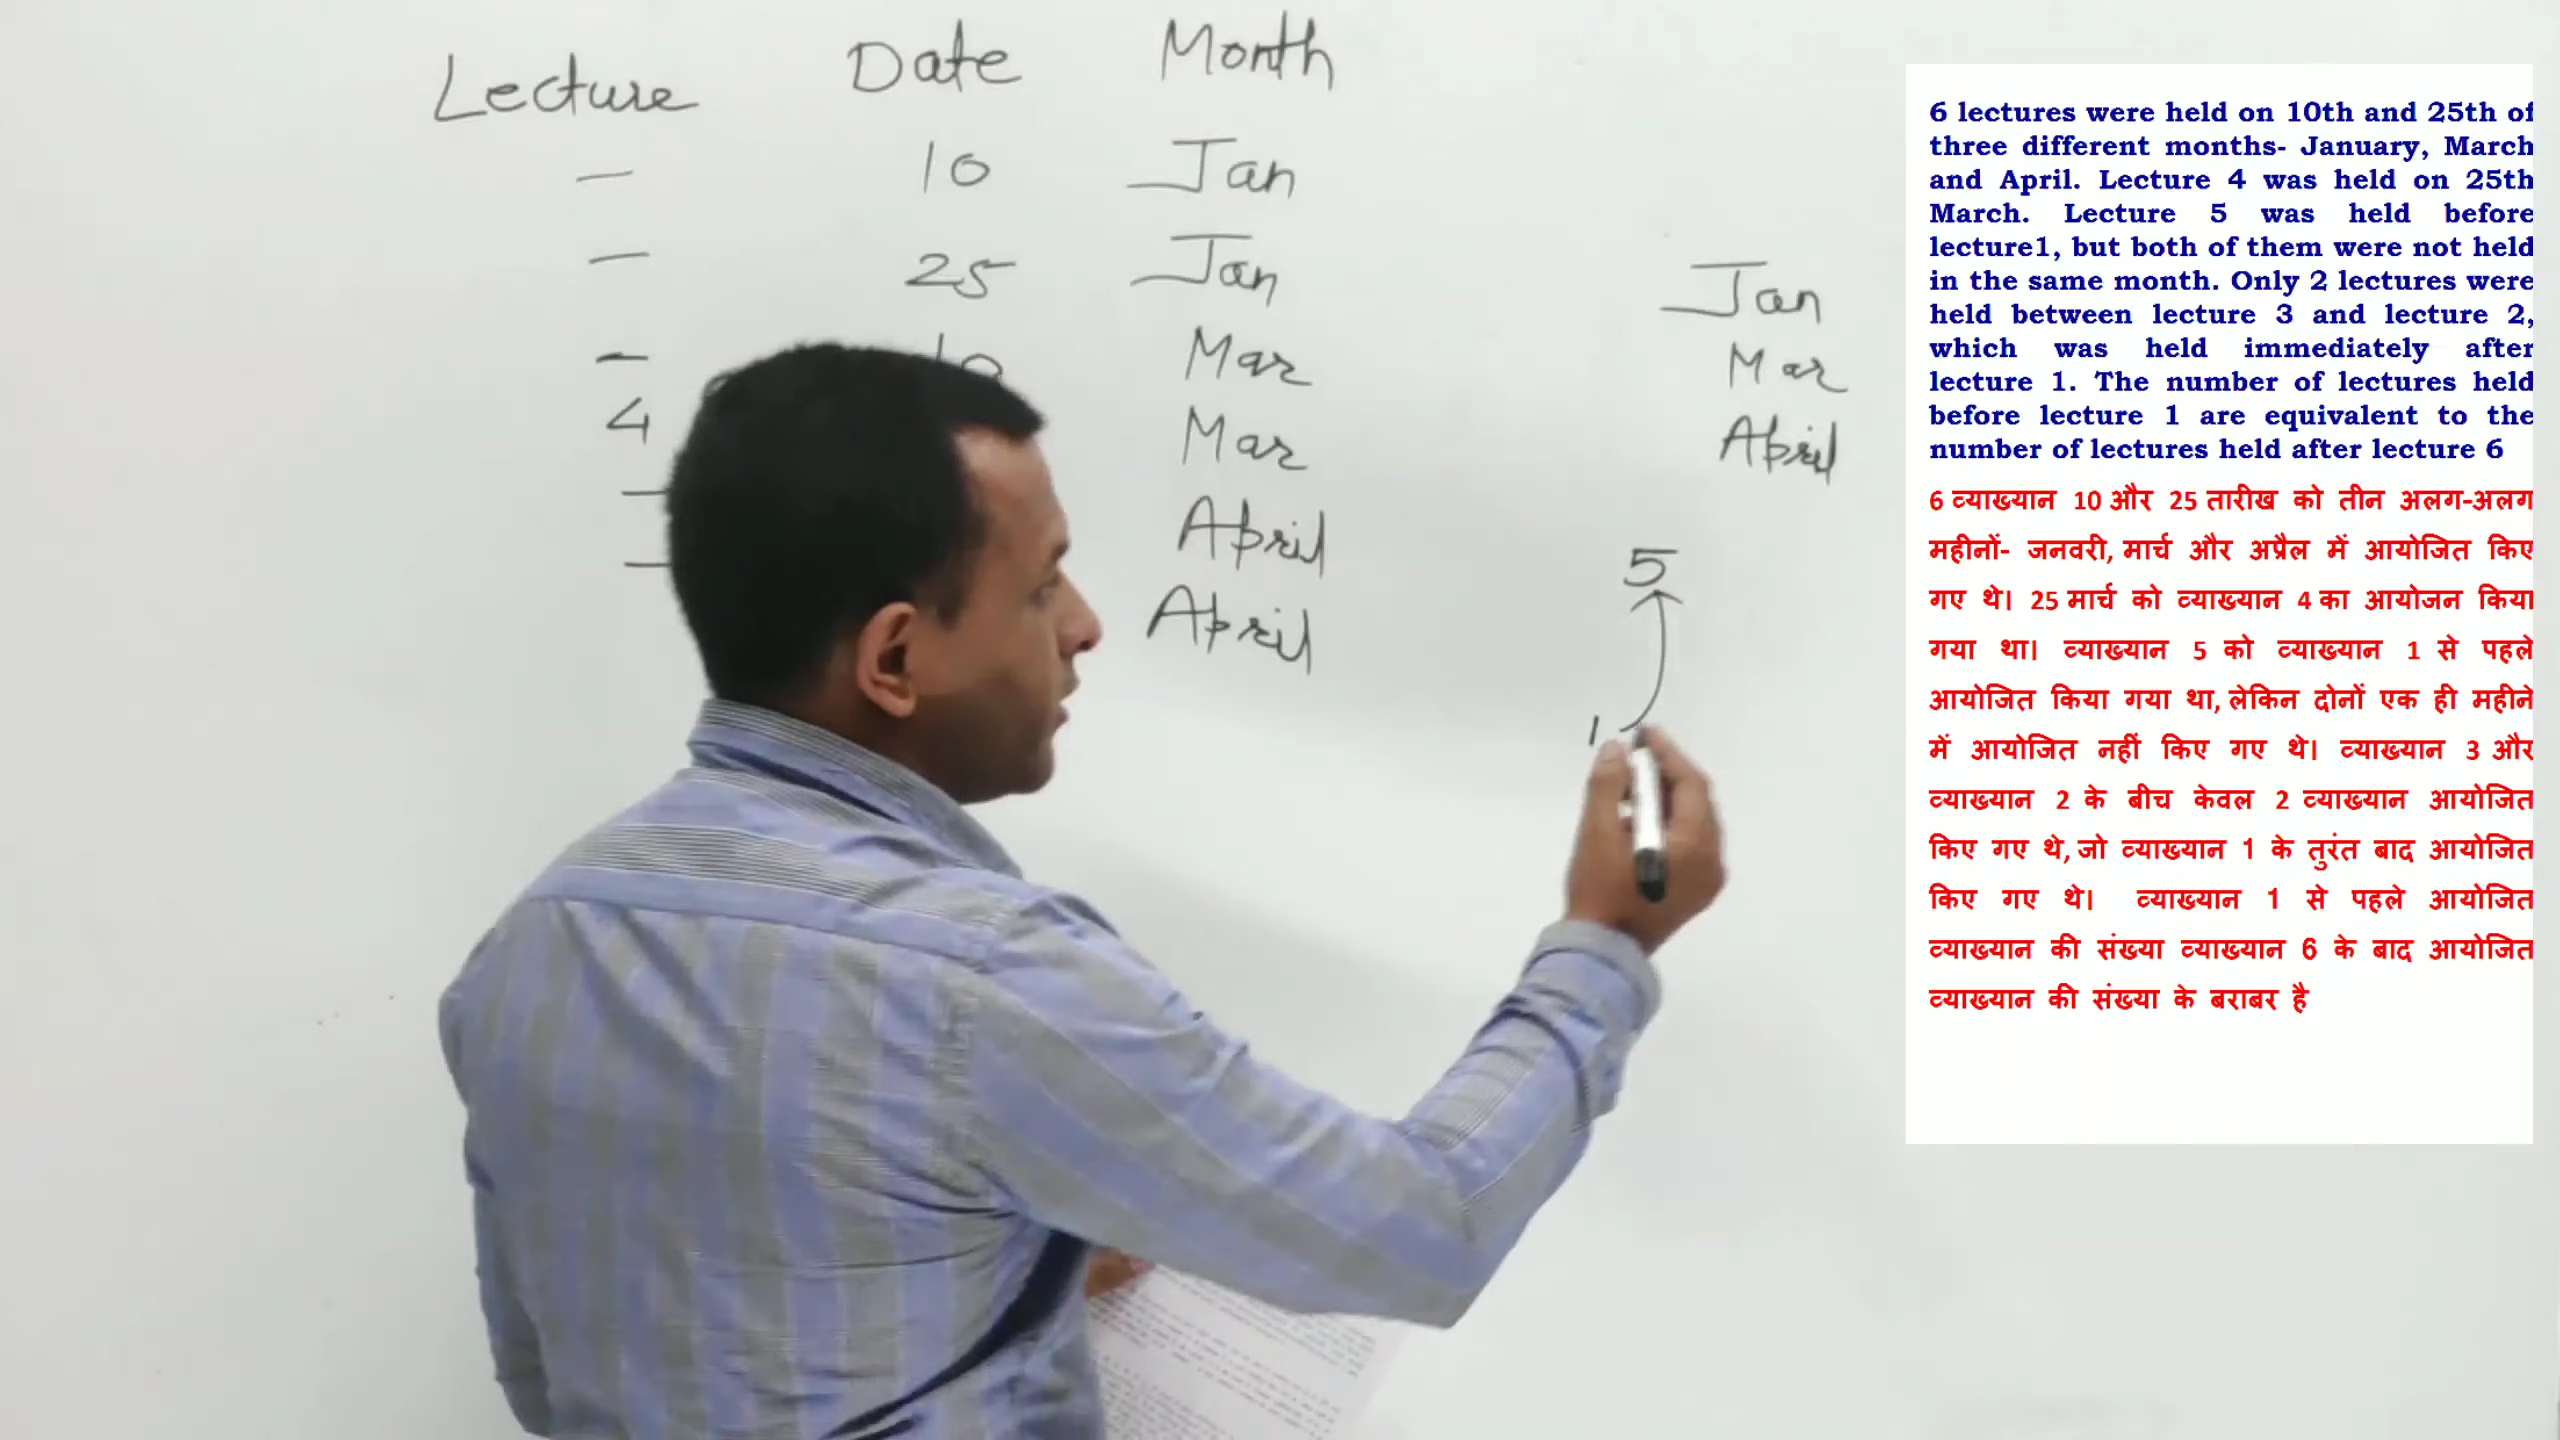 Lecture Date Month
– 10 Jan
– 25 Jan
– 10 Mar
4 Mar
– April
– April
Jan
Mar
April
5
1
6 lectures were held on 10th and 25th of
three different months- January, March
and April. Lecture 4 was held on 25th
March. Lecture 5 was held before
lecture1, but both of them were not held
in the same month. Only 2 lectures were
held between lecture 3 and lecture 2,
which was held immediately after
lecture 1. The number of lectures held
before lecture 1 are equivalent to the
number of lectures held after lecture 6
6 व्याख्यान 10 और 25 तारीख को तीन अलग-अलग
महीनों- जनवरी, मार्च और अप्रैल में आयोजित किए
गए थे। 25 मार्च को व्याख्यान 4 का आयोजन किया
गया था। व्याख्यान 5 को व्याख्यान 1 से पहले
आयोजित किया गया था, लेकिन दोनों एक ही महीने
में आयोजित नहीं किए गए थे। व्याख्यान 3 और
व्याख्यान 2 के बीच केवल 2 व्याख्यान आयोजित
किए गए थे, जो व्याख्यान 1 के तुरंत बाद आयोजित
किए गए थे। व्याख्यान 1 से पहले आयोजित
व्याख्यान की संख्या व्याख्यान 6 के बाद आयोजित
व्याख्यान की संख्या के बराबर है